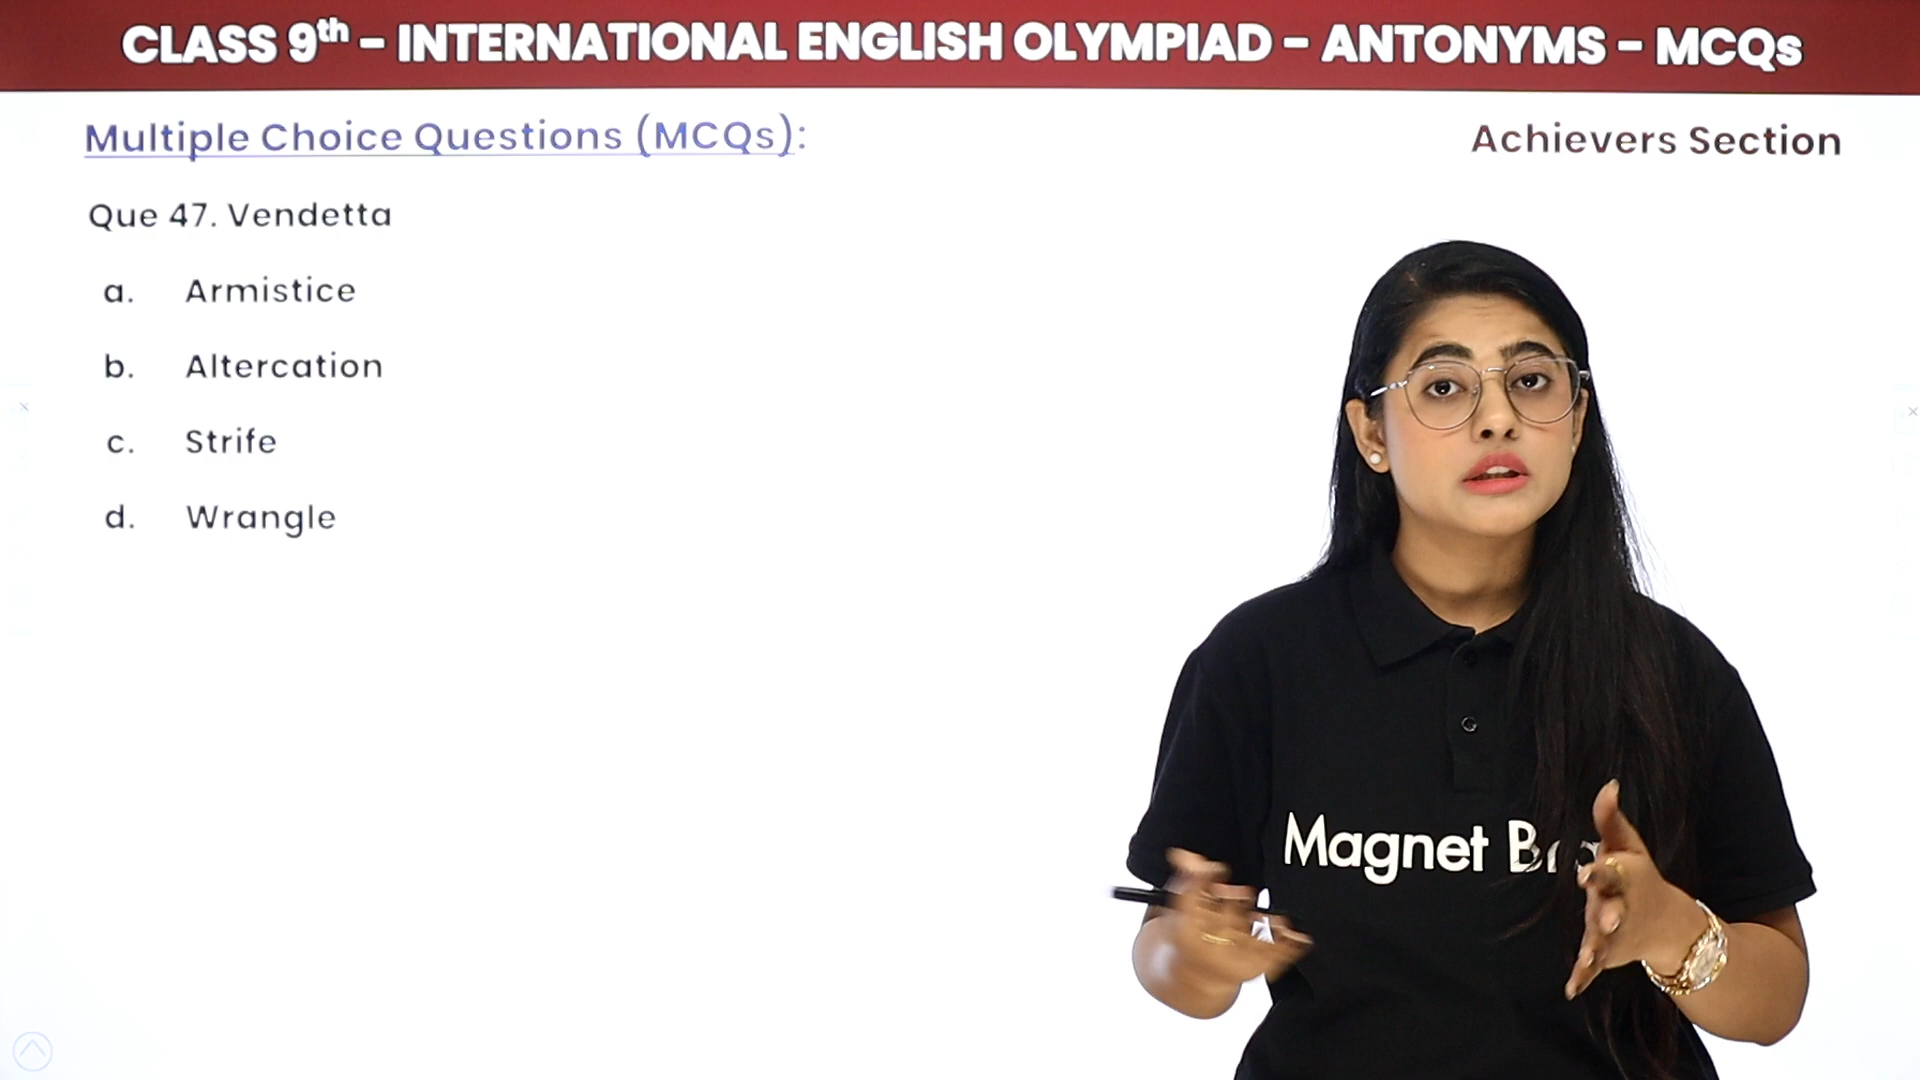 CLASS 9th – INTERNATIONAL ENGLISH OLYMPIAD – ANTONYMS – MCQs
Multiple Choice Questions (MCQs):
Achievers Section
Que 47. Vendetta
a. Armistice
b. Altercation
c. Strife
d. Wrangle
Magnet